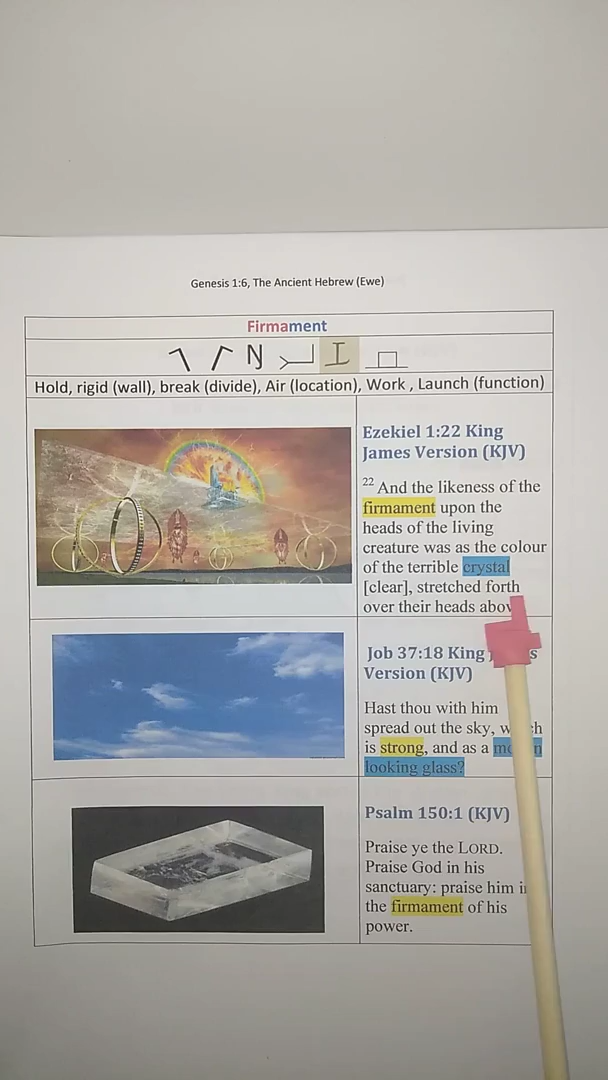 Genesis 1:6, The Ancient Hebrew (Ewe)
Firmament
Hold, rigid (wall), break (divide), Air (location), Work , Launch (function)
Ezekiel 1:22 King
James Version (KJV)
22 And the likeness of the
firmament upon the
heads of the living
creature was as the colour
of the terrible crystal
[clear], stretched forth
over their heads
Job 37:18 King
Version (KJV)
Hast thou with him
spread out the sky,
is strong, and as a
looking glass?
Psalm 150:1 (KJV)
Praise ye the LORD.
Praise God in his
sanctuary: praise him
the firmament of his
power.